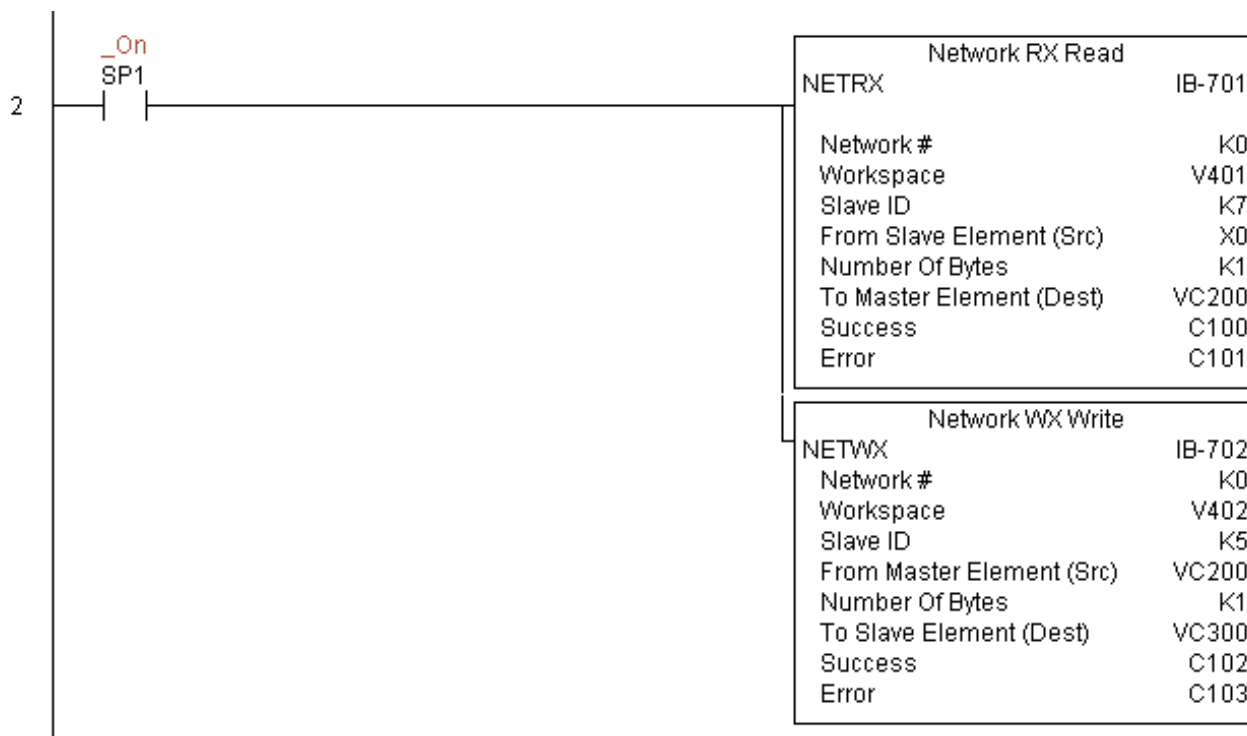 _On
SP1
2
Network RX Read
NETRX IB-701
Network # K0
Workspace V401
Slave ID K7
From Slave Element (Src) X0
Number Of Bytes K1
To Master Element (Dest) VC200
Success C100
Error C101
Network WX Write
NETWX IB-702
Network # K0
Workspace V402
Slave ID K5
From Master Element (Src) VC200
Number Of Bytes K1
To Slave Element (Dest) VC300
Success C102
Error C103